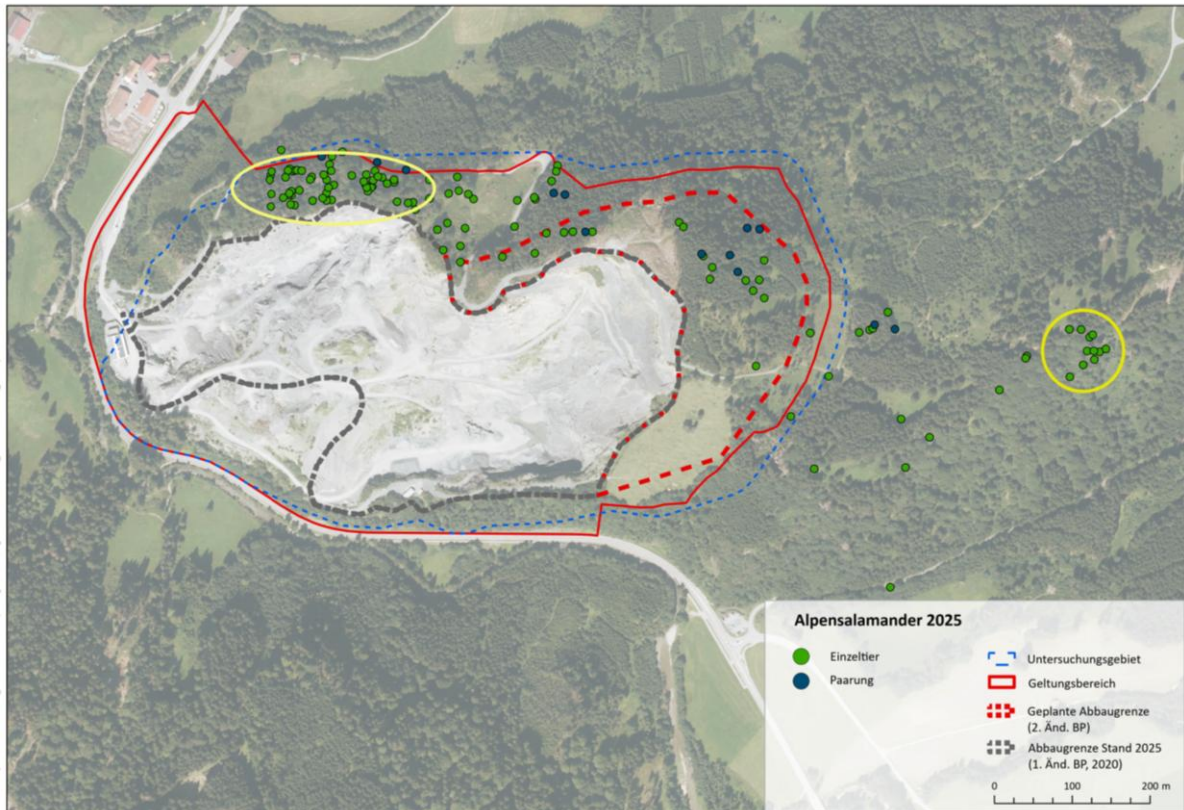 Alpensalamander 2025
Einzeltier
Paarung
Untersuchungsgebiet
Geltungsbereich
Geplante Abbaugrenze
(2. Änd. BP)
Abbaugrenze Stand 2025
(1. Änd. BP, 2020)
0 100 200 m